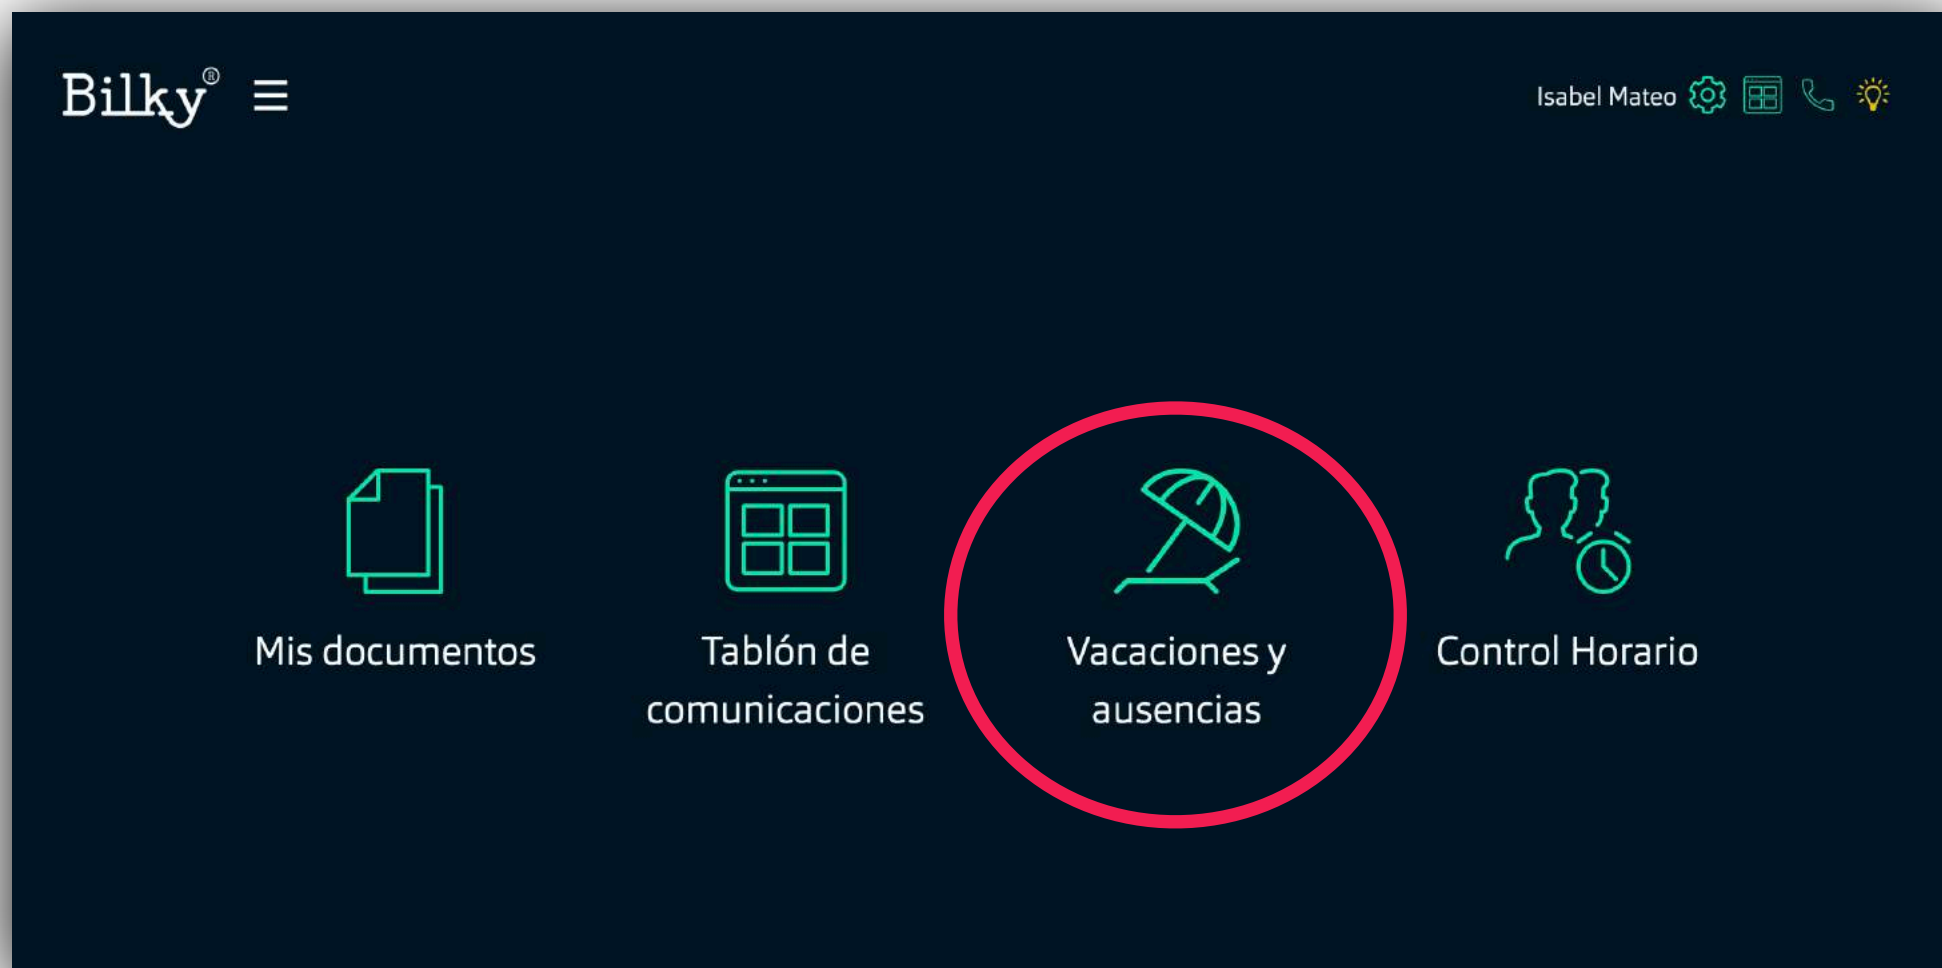 Bilky®
Isabel Mateo
Mis documentos
Tablón de
comunicaciones
Vacaciones y
ausencias
Control Horario